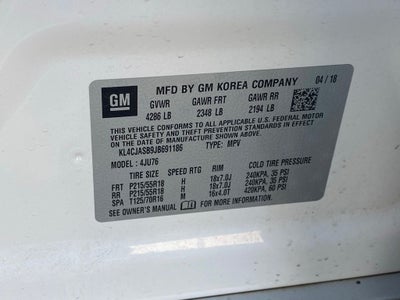 GM
MFD BY GM KOREA COMPANY 04 / 18
GVWR GAWR FRT GAWR RR
4286 LB 2348 LB 2194 LB
THIS VEHICLE CONFORMS TO ALL APPLICABLE U.S. FEDERAL MOTOR
VEHICLE SAFETY, BUMPER, AND THEFT PREVENTION STANDARDS IN EFFECT
ON THE DATE OF MANUFACTURE SHOWN ABOVE.
KL4CJASB9JB691186 TYPE: MPV
MODEL : 4JU76
TIRE SIZE SPEED RTG RIM COLD TIRE PRESSURE
FRT P215/55R18 H 18x7.0J 240KPA, 35 PSI
RR P215/55R18 H 18x7.0J 240KPA, 35 PSI
SPA T125/70R16 M 16x4.0T 420KPA, 60 PSI
SEE OWNER'S MANUAL FOR ADDITIONAL INFORMATION.